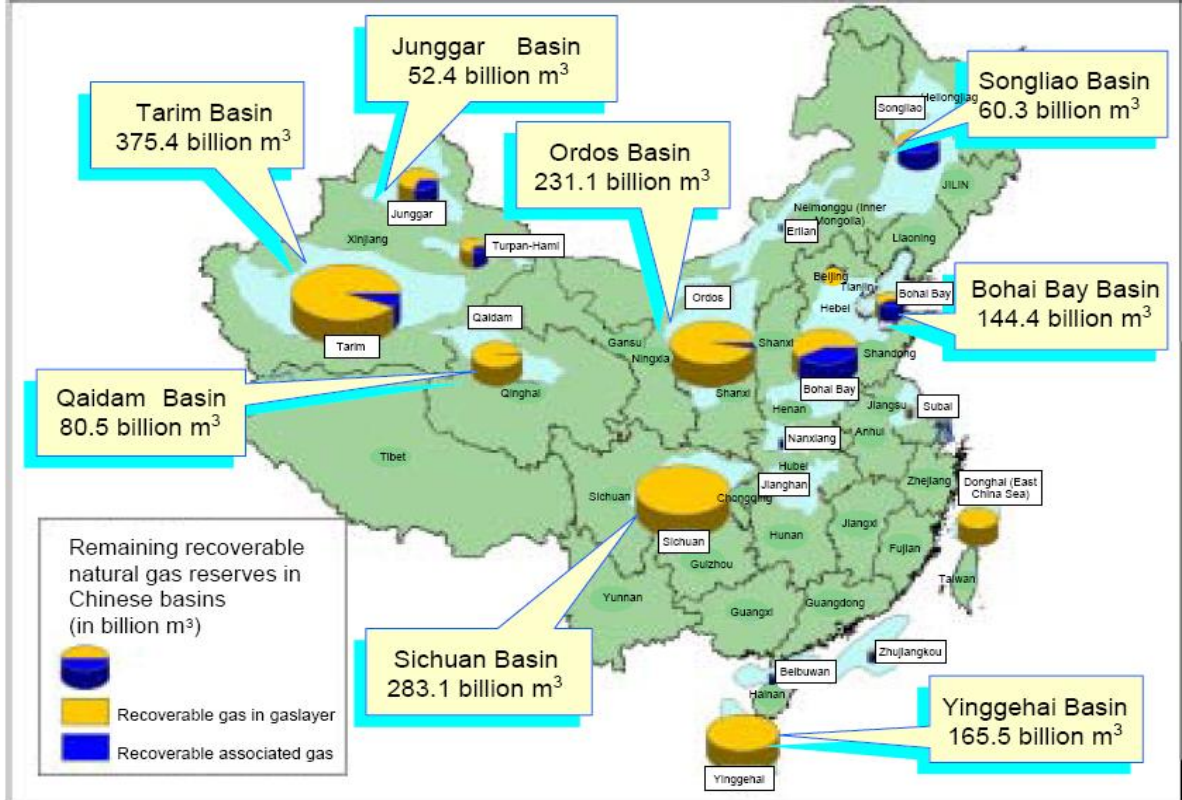 Junggar Basin
52.4 billion m³
Songliao Basin
60.3 billion m³
Tarim Basin
375.4 billion m³
Ordos Basin
231.1 billion m³
Songliao
Heilongjiag
JILIN
Neimonggu (Inner
Mongolia)
Erlian
Liaoning
Junggar
Xinjiang
Turpan-Hami
Beijing
Tianjin
Bohai Bay
Hebei
Bohai Bay Basin
144.4 billion m³
Ordos
Qaidam
Tarim
Gansu
Ningxia
Shanxi
Shandong
Bohai Bay
Qaidam Basin
80.5 billion m³
Qinghai
Shanxi
Henan
Jiangsu
Subai
Anhui
Nanxiang
Tibet
Hubei
Jianghan
Zhejiang
Donghai (East
China Sea)
Sichuan
Chongqing
Sichuan
Hunan
Jiangxi
Fujian
Guizhou
Taiwan
Yunnan
Guangxi
Guangdong
Remaining recoverable
natural gas reserves in
Chinese basins
(in billion m³)
Recoverable gas in gaslayer
Recoverable associated gas
Sichuan Basin
283.1 billion m³
Zhujiangkou
Beibuwan
Hainan
Yinggehai Basin
165.5 billion m³
Yinggehai